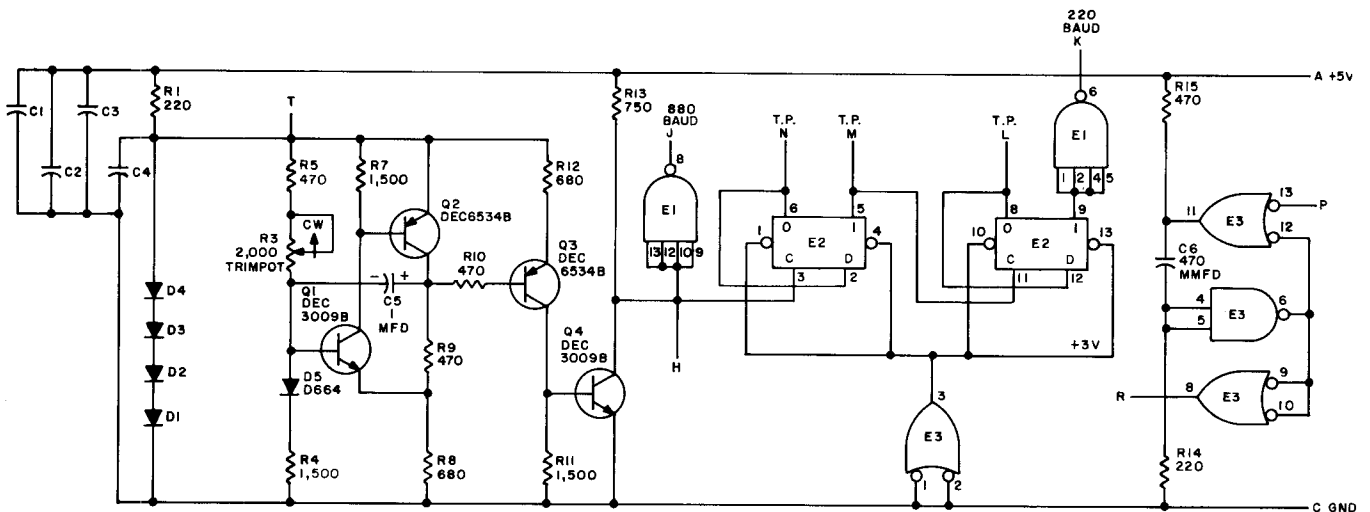 220
BAUD
K
A +5V
C1
C2
C3
C4
R1
220
T
R5
470
R7
1,500
Q2
DEC6534B
R12
680
R13
750
880
BAUD
J
8
E1
13 12 10 9
T.P.
N
T.P.
M
T.P.
L
6
E1
1 2 4 5
R15
470
CW
R3
2,000
TRIMPOT
R10
470
Q3
DEC
6534B
6 5
O 1
1 E2 4
C D
3 2
8 9
O 1
10 E2 13
C D
11 12
11
E3
13
P
12
C6
470
MMFD
D4
D3
D2
D1
Q1
DEC
3009B
- +
C5
1
MFD
R9
470
Q4
DEC
3009B
H
+3V
4
5
E3
6
D5
D664
R
8
E3
9
10
3
E3
1 2
R4
1,500
R8
680
R11
1,500
R14
220
C GND